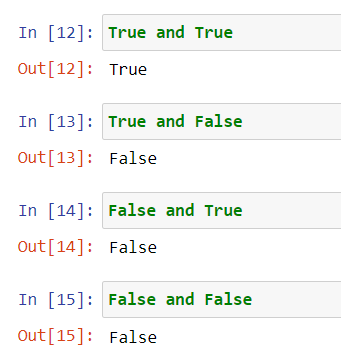 In [12]: True and True
Out[12]: True
In [13]: True and False
Out[13]: False
In [14]: False and True
Out[14]: False
In [15]: False and False
Out[15]: False